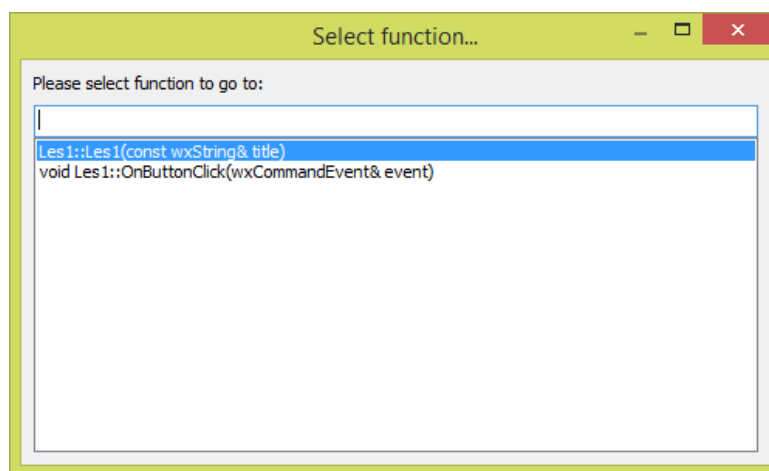 Select function...
Please select function to go to:
Les1::Les1(const wxString& title)
void Les1::OnButtonClick(wxCommandEvent& event)